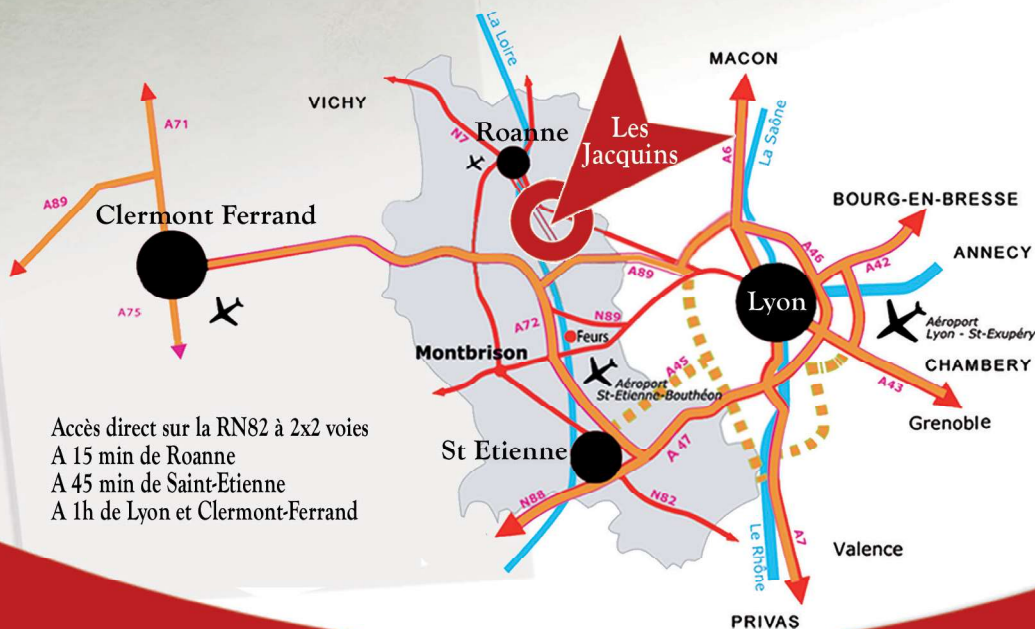 La Loire
MACON
VICHY
A71
N7
Roanne
Les
Jacquins
A6
La Saône
A89
Clermont Ferrand
BOURG-EN-BRESSE
A46
A42
ANNECY
A89
Lyon
A75
A72
N89
Feurs
Aéroport
Lyon - St-Exupéry
Montbrison
A45
Aéroport
St-Etienne-Bouthéon
CHAMBERY
A43
Grenoble
Accès direct sur la RN82 à 2x2 voies
A 15 min de Roanne
A 45 min de Saint-Etienne
A 1h de Lyon et Clermont-Ferrand
St Etienne
A 47
N88
N82
Le Rhône
A7
Valence
PRIVAS